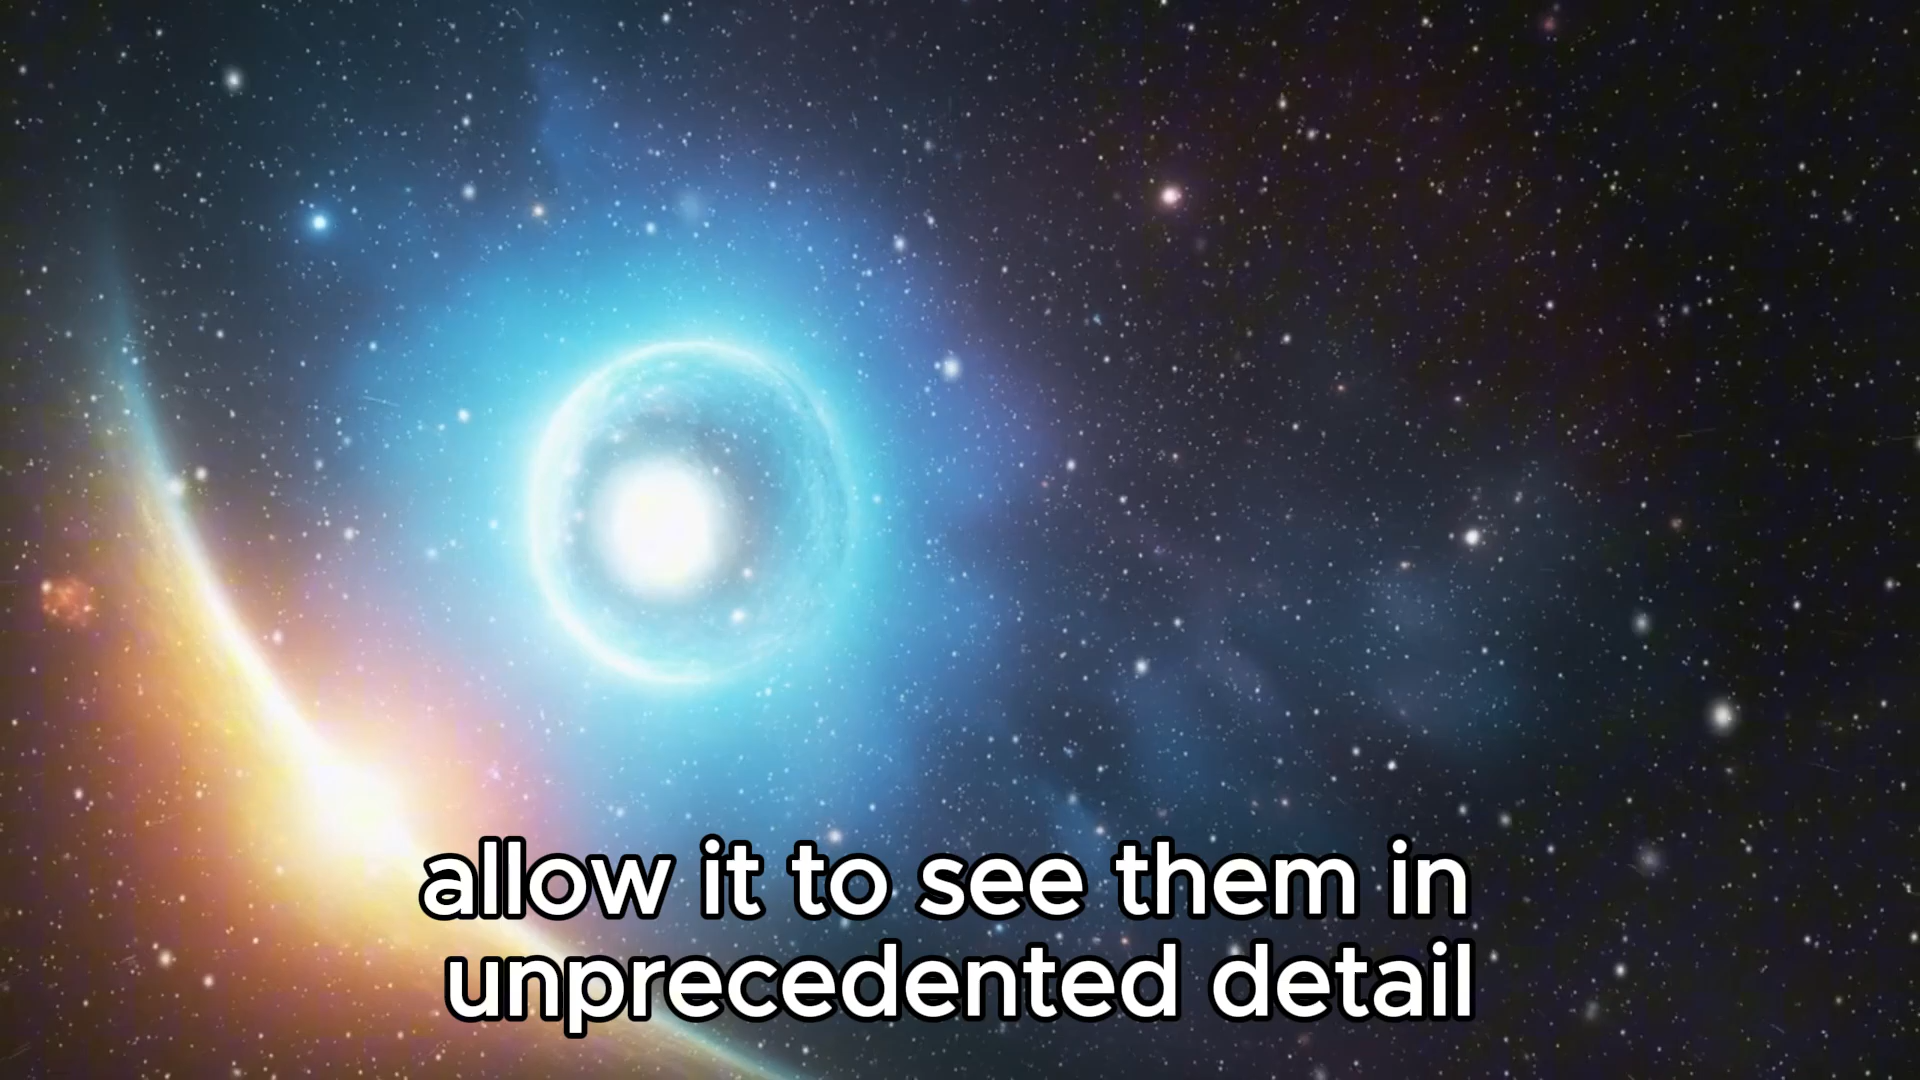 allow it to see them in
unprecedented detail